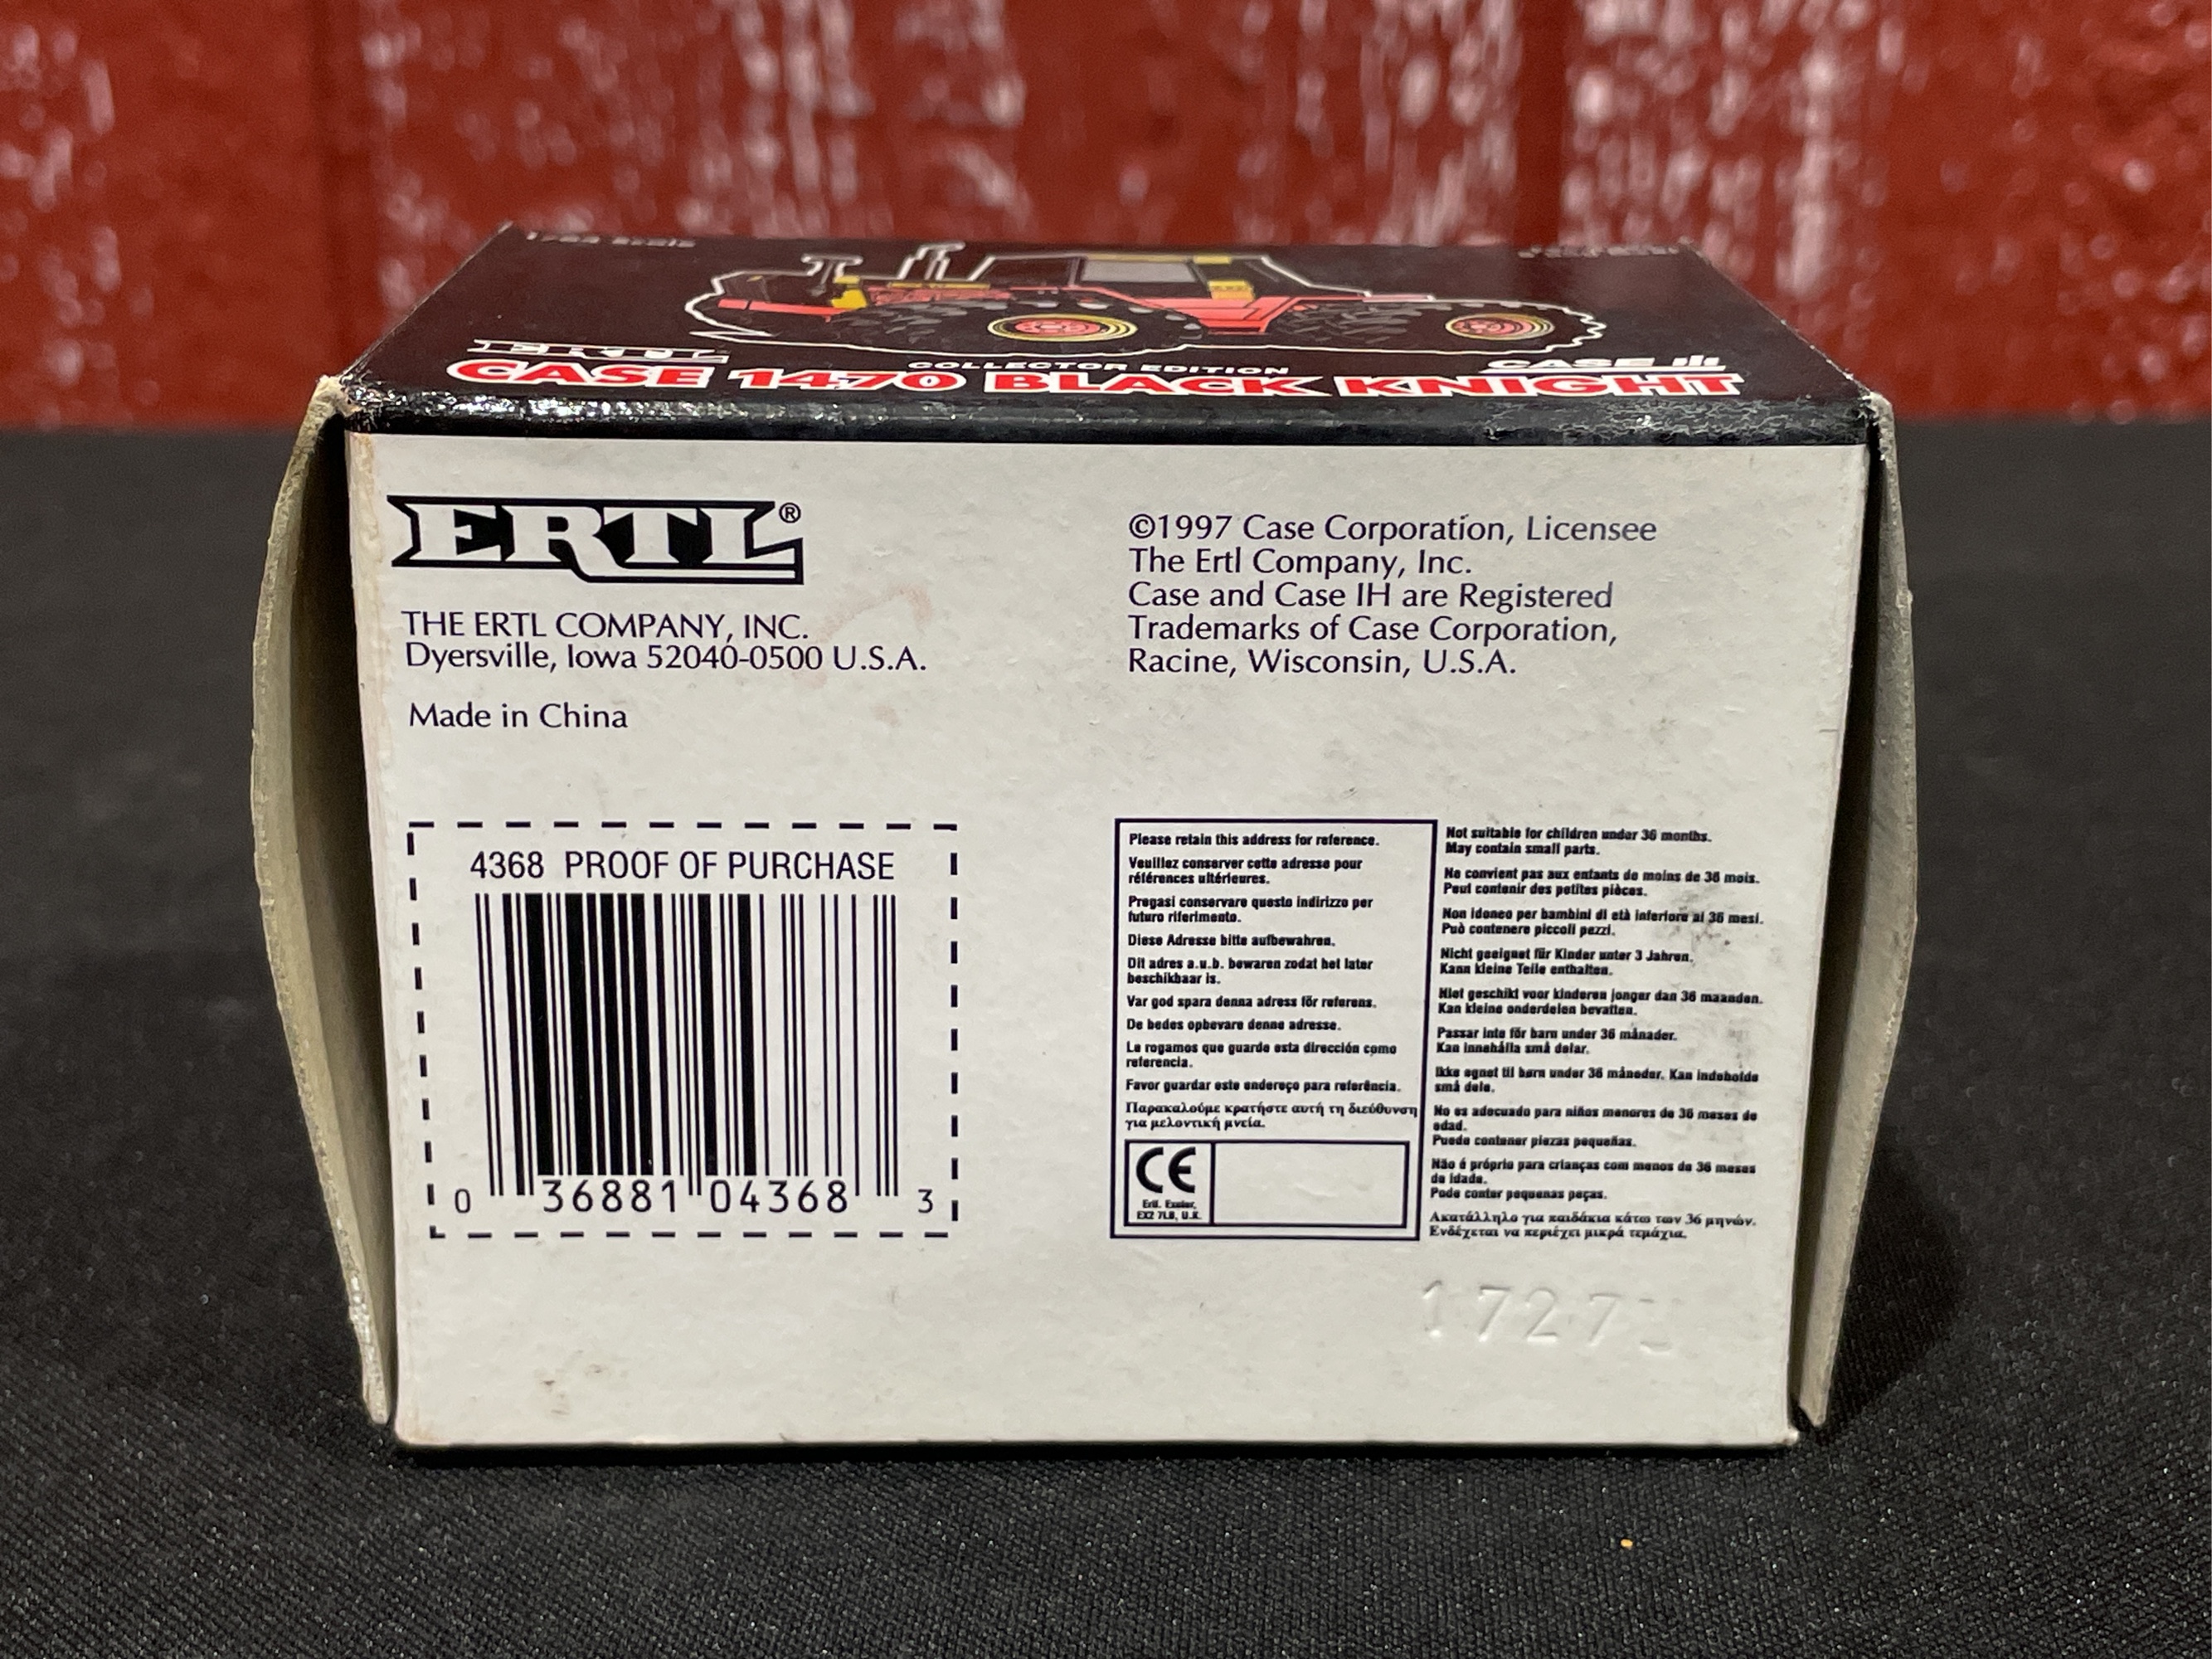 ERTL
COLLECTOR EDITION
CASE IH
CASE 1470 BLACK KNIGHT
ERTL®
THE ERTL COMPANY, INC.
Dyersville, Iowa 52040-0500 U.S.A.
Made in China
©1997 Case Corporation, Licensee
The Ertl Company, Inc.
Case and Case IH are Registered
Trademarks of Case Corporation,
Racine, Wisconsin, U.S.A.
4368 PROOF OF PURCHASE
0 36881 04368 3
Please retain this address for reference.
Veuillez conserver cette adresse pour
références ultérieures.
Pregasi conservare questo indirizzo per
futuro riferimento.
Diese Adresse bitte aufbewahren.
Dit adres a.u.b. bewaren zodat het later
beschikbaar is.
Var god spara denna adress för referens.
De bedes opbevare denne adresse.
Le rogamos que guarde esta dirección como
referencia.
Favor guardar este endereço para referência.
Παρακαλούμε κρατήστε αυτή τη διεύθυνση
για μελοντική μνεία.
CE
Ertl, Exeter,
EX2 7LB, U.K.
Not suitable for children under 36 months.
May contain small parts.
Ne convient pas aux enfants de moins de 36 mois.
Peut contenir des petites pièces.
Non idoneo per bambini di età inferiore ai 36 mesi.
Può contenere piccoli pezzi.
Nicht geeignet für Kinder unter 3 Jahren.
Kann kleine Teile enthalten.
Niet geschikt voor kinderen jonger dan 36 maanden.
Kan kleine onderdelen bevatten.
Passar inte för barn under 36 månader.
Kan innehålla små delar.
Ikke egnet til børn under 36 måneder. Kan indeholde
små dele.
No es adecuado para niños menores de 36 meses de
edad.
Puede contener piezas pequeñas.
Não é próprio para crianças com menos de 36 meses
de idade.
Pode conter pequenas peças.
Ακατάλληλο για παιδάκια κάτω των 36 μηνών.
Ενδέχεται να περιέχει μικρά τεμάχια.